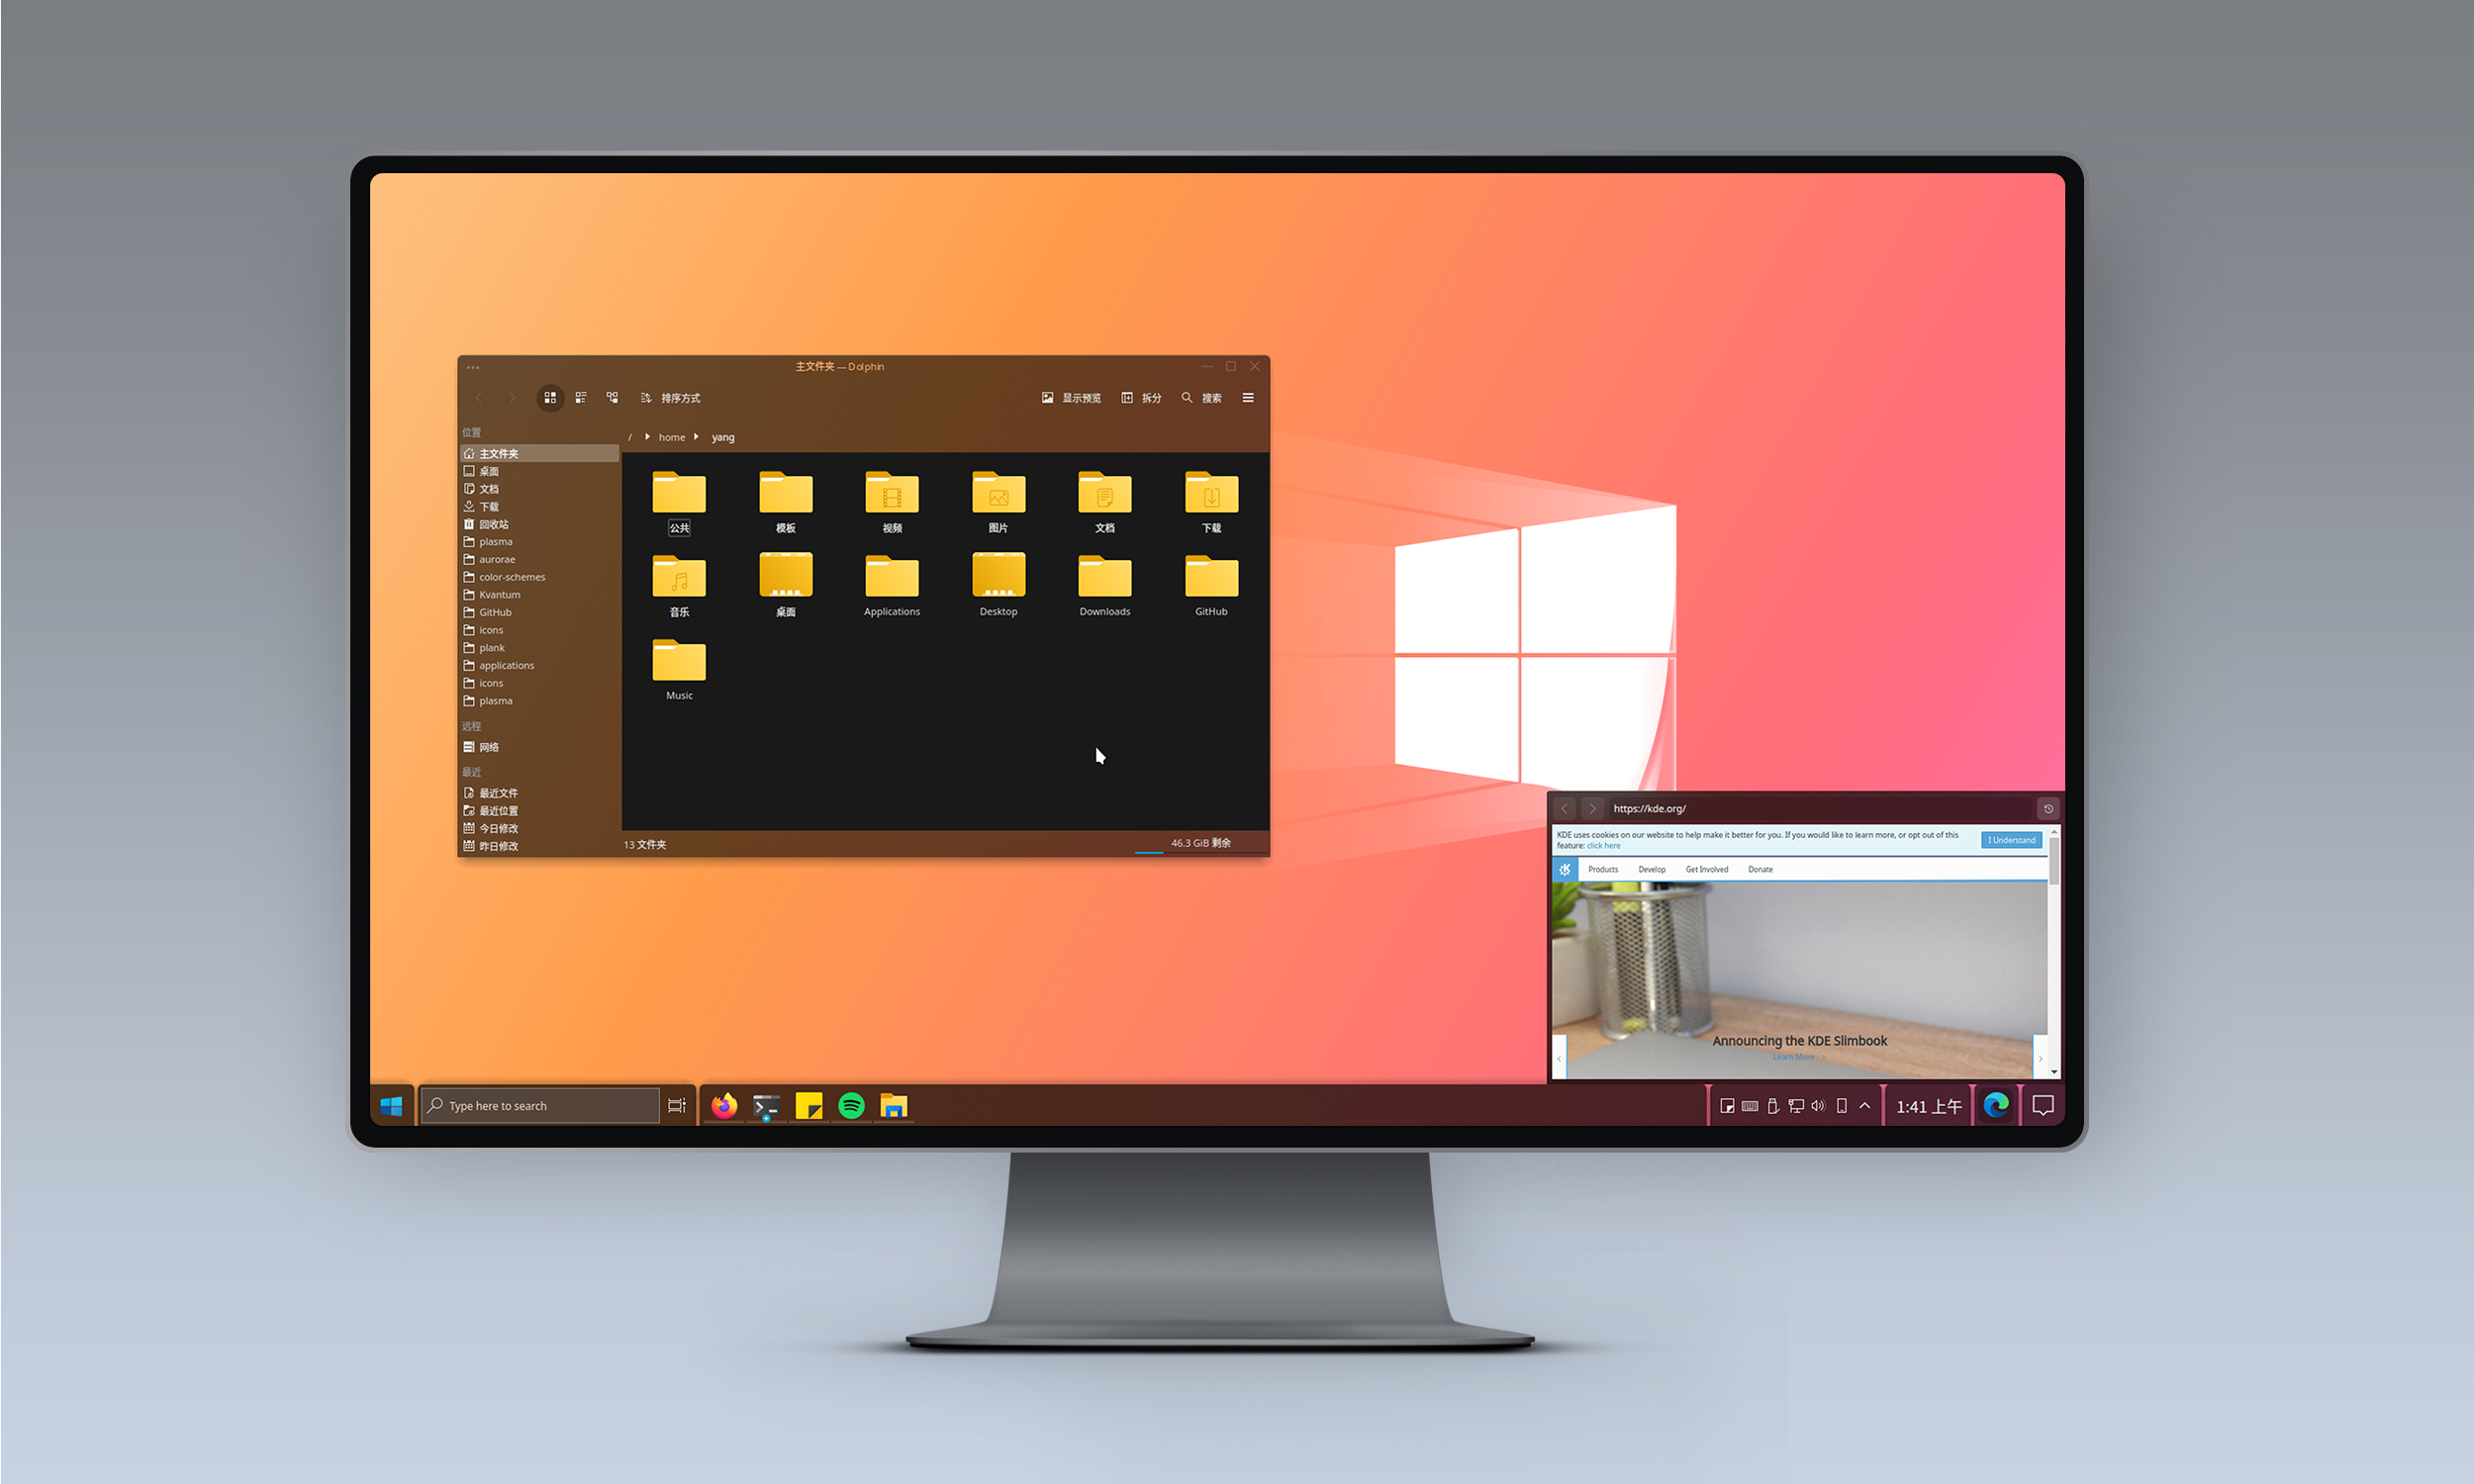 主文件夹 — Dolphin
排序方式
显示预览
拆分
搜索
/ home yang
位置
主文件夹
桌面
文档
下载
回收站
plasma
aurorae
color-schemes
Kvantum
GitHub
icons
plank
applications
icons
plasma
远程
网络
最近
最近文件
最近位置
今日修改
昨日修改
公共
模板
视频
图片
文档
下载
音乐
桌面
Applications
Desktop
Downloads
GitHub
Music
13 文件夹
46.3 GiB 剩余
https://kde.org/
KDE uses cookies on our website to help make it better for you. If you would like to learn more, or opt out of this
feature: click here
I Understand
Products
Develop
Get Involved
Donate
Announcing the KDE Slimbook
Learn More
Type here to search
1:41 上午